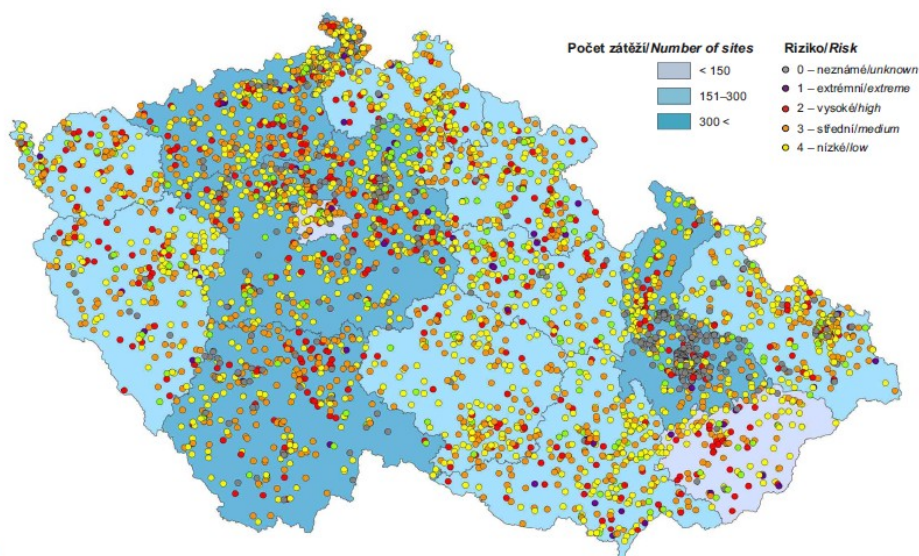 Počet zátěží/Number of sites
< 150
151–300
300 <
Riziko/Risk
0 – neznámé/unknown
1 – extrémní/extreme
2 – vysoké/high
3 – střední/medium
4 – nízké/low